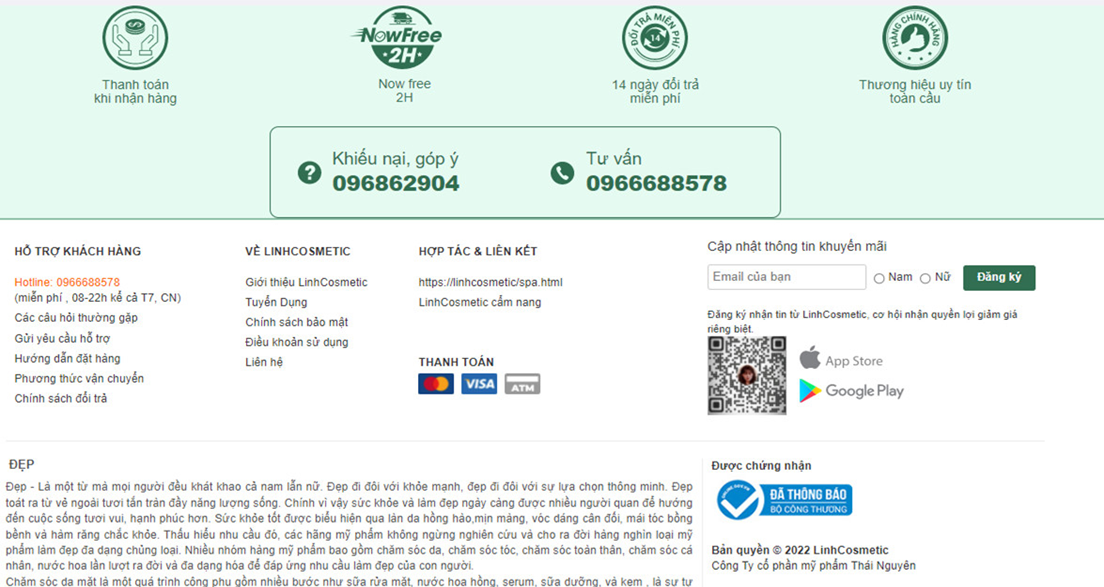 NowFree
2H
ĐỔI TRẢ MIỄN PHÍ
14
HÀNG CHÍNH HÃNG
Thanh toán
khi nhận hàng
Now free
2H
14 ngày đổi trả
miễn phí
Thương hiệu uy tín
toàn cầu
Khiếu nại, góp ý
096862904
Tư vấn
0966688578
HỖ TRỢ KHÁCH HÀNG
Hotline: 0966688578
(miễn phí , 08-22h kể cả T7, CN)
Các câu hỏi thường gặp
Gửi yêu cầu hỗ trợ
Hướng dẫn đặt hàng
Phương thức vận chuyển
Chính sách đổi trả
VỀ LINHCOSMETIC
Giới thiệu LinhCosmetic
Tuyển Dụng
Chính sách bảo mật
Điều khoản sử dụng
Liên hệ
HỢP TÁC & LIÊN KẾT
https://linhcosmetic/spa.html
LinhCosmetic cẩm nang
THANH TOÁN
VISA
ATM
Cập nhật thông tin khuyến mãi
Email của bạn
Nam
Nữ
Đăng ký
Đăng ký nhận tin từ LinhCosmetic, cơ hội nhận quyền lợi giảm giá
riêng biệt.
App Store
Google Play
ĐẸP
Đẹp - Là một từ mà mọi người đều khát khao cả nam lẫn nữ. Đẹp đi đôi với khỏe mạnh, đẹp đi đôi với sự lựa chọn thông minh. Đẹp
toát ra từ vẻ ngoài tươi tắn tràn đầy năng lượng sống. Chính vì vậy sức khỏe và làm đẹp ngày càng được nhiều người quan để hướng
đến cuộc sống tươi vui, hạnh phúc hơn. Sức khỏe tốt được biểu hiện qua làn da hồng hào,mịn màng, vóc dáng cân đối, mái tóc bồng
bềnh và hàm răng chắc khỏe. Thấu hiểu nhu cầu đó, các hãng mỹ phẩm không ngừng nghiên cứu và cho ra đời hàng nghìn loại mỹ
phẩm làm đẹp đa dạng chủng loại. Nhiều nhóm hàng mỹ phẩm bao gồm chăm sóc da, chăm sóc tóc, chăm sóc toàn thân, chăm sóc cá
nhân, nước hoa lần lượt ra đời và đa dạng hóa để đáp ứng nhu cầu làm đẹp của con người.
Chăm sóc da mặt là một quá trình công phu gồm nhiều bước như sữa rửa mặt, nước hoa hồng, serum, sữa dưỡng, và kem , là sự tự
Được chứng nhận
ĐÃ THÔNG BÁO
BỘ CÔNG THƯƠNG
Bản quyền © 2022 LinhCosmetic
Công Ty cổ phần mỹ phẩm Thái Nguyên